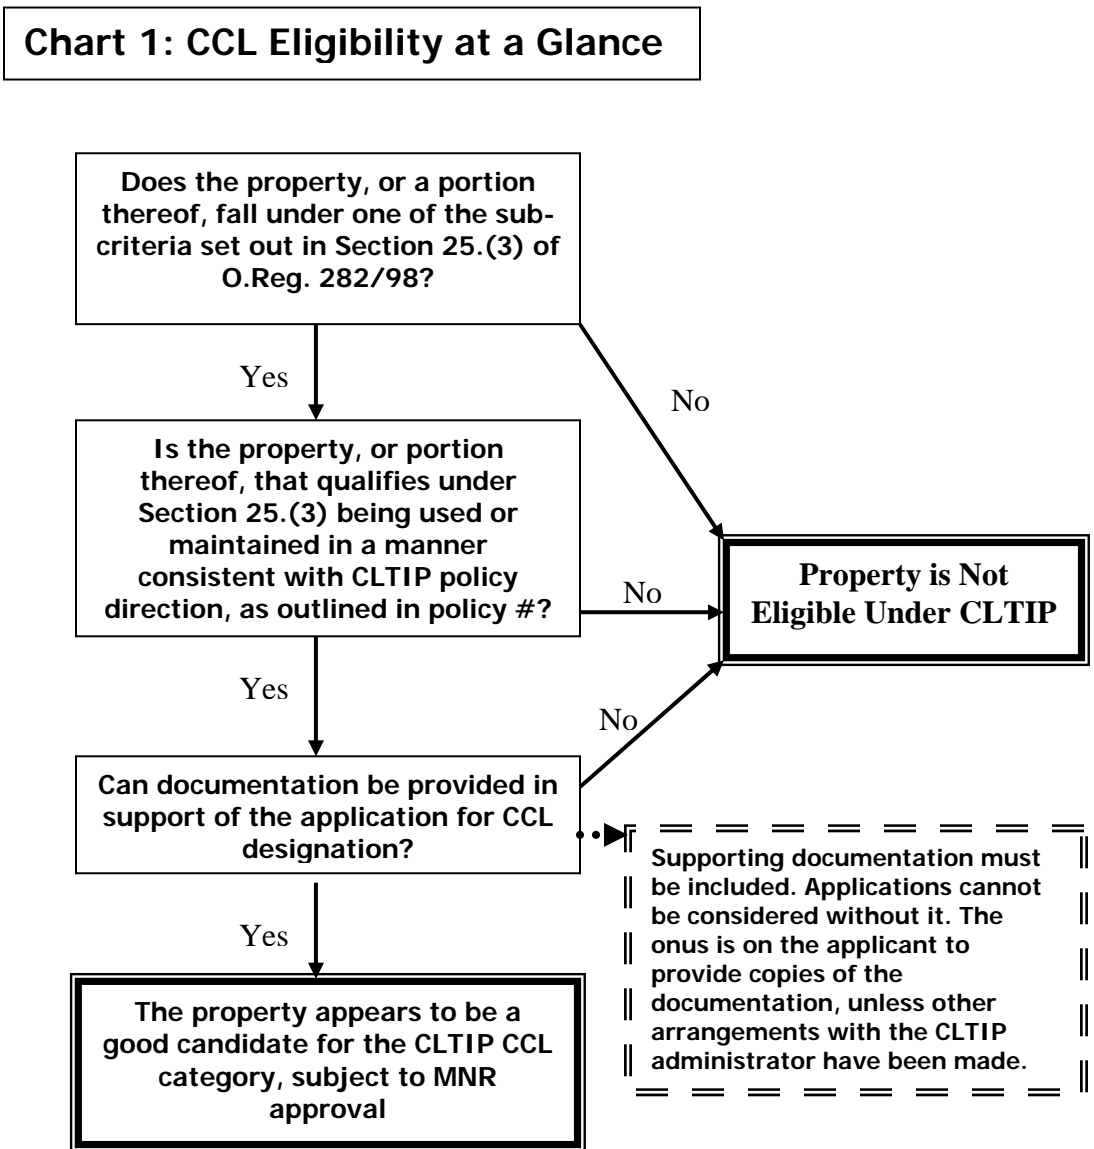 Chart 1: CCL Eligibility at a Glance
Does the property, or a portion
thereof, fall under one of the sub-
criteria set out in Section 25.(3) of
O.Reg. 282/98?
Yes
No
Is the property, or portion
thereof, that qualifies under
Section 25.(3) being used or
maintained in a manner
consistent with CLTIP policy
direction, as outlined in policy #?
No
Property is Not
Eligible Under CLTIP
Yes
No
Can documentation be provided in
support of the application for CCL
designation?
Supporting documentation must
be included. Applications cannot
be considered without it. The
onus is on the applicant to
provide copies of the
documentation, unless other
arrangements with the CLTIP
administrator have been made.
Yes
The property appears to be a
good candidate for the CLTIP CCL
category, subject to MNR
approval